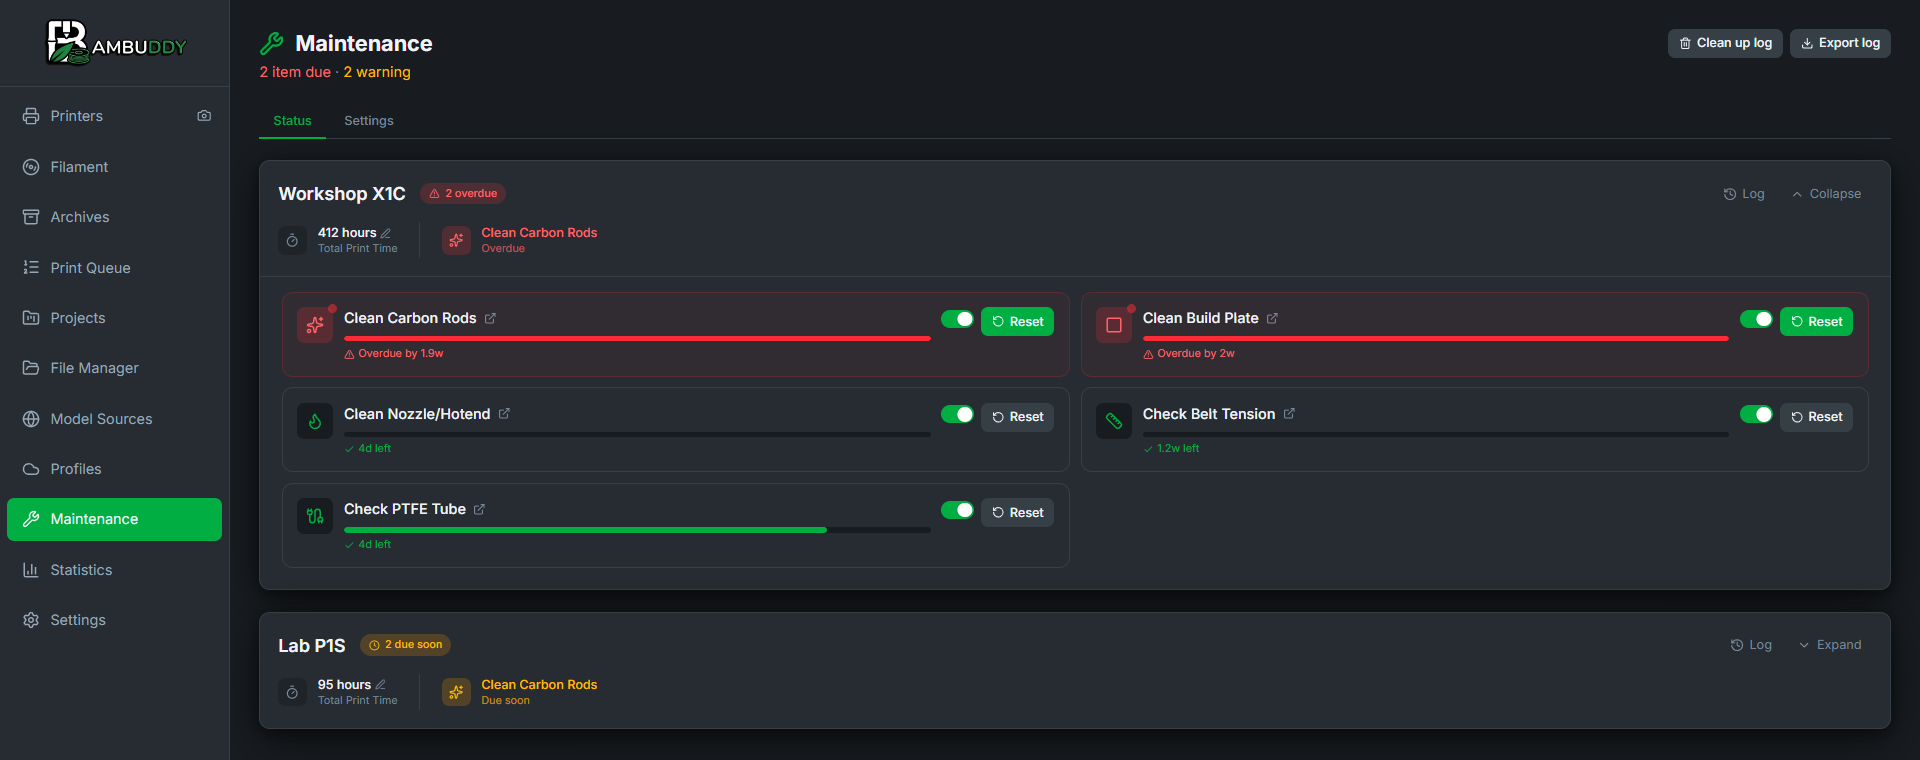 BAMBUDDY
Printers
Filament
Archives
Print Queue
Projects
File Manager
Model Sources
Profiles
Maintenance
Statistics
Settings
Maintenance
2 item due · 2 warning
Clean up log
Export log
Status
Settings
Workshop X1C
2 overdue
Log
Collapse
412 hours
Total Print Time
Clean Carbon Rods
Overdue
Clean Carbon Rods
Reset
Overdue by 1.9w
Clean Build Plate
Reset
Overdue by 2w
Clean Nozzle/Hotend
Reset
4d left
Check Belt Tension
Reset
1.2w left
Check PTFE Tube
Reset
4d left
Lab P1S
2 due soon
Log
Expand
95 hours
Total Print Time
Clean Carbon Rods
Due soon